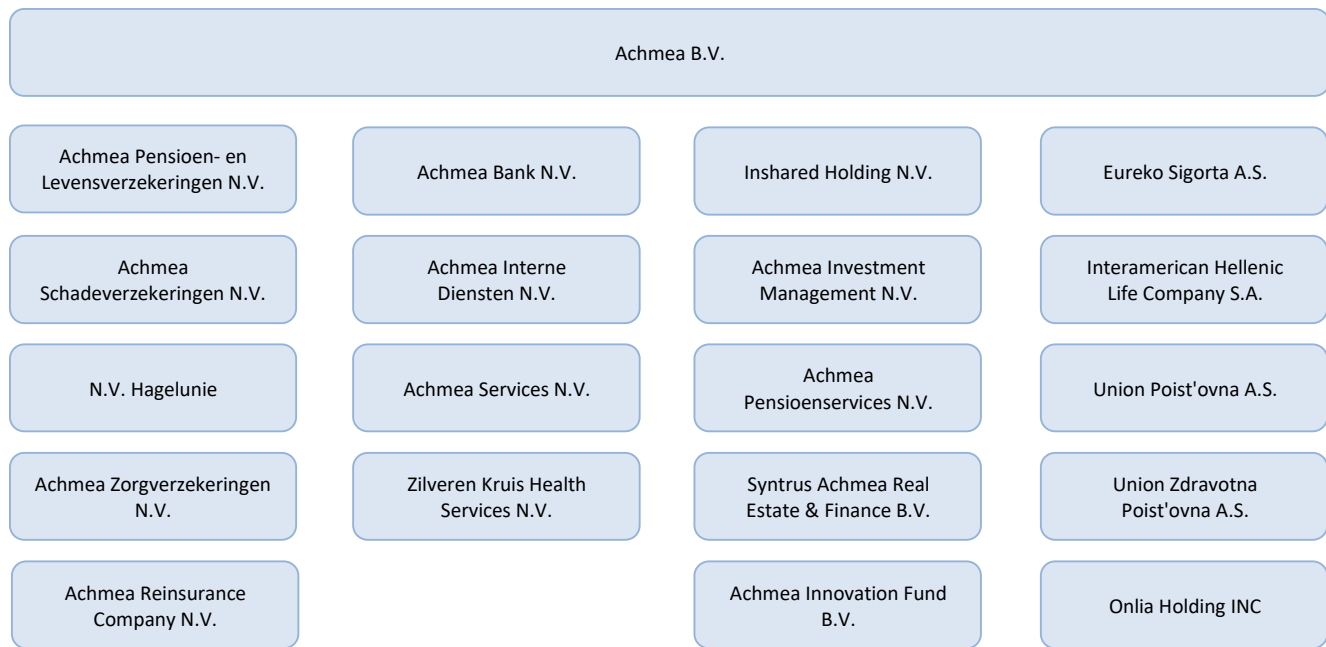 Achmea B.V.
Achmea Pensioen- en
Levensverzekeringen N.V.
Achmea Bank N.V.
Inshared Holding N.V.
Eureko Sigorta A.S.
Achmea
Schadeverzekeringen N.V.
Achmea Interne
Diensten N.V.
Achmea Investment
Management N.V.
Interamerican Hellenic
Life Company S.A.
N.V. Hagelunie
Achmea Services N.V.
Achmea
Pensioenservices N.V.
Union Poist'ovna A.S.
Achmea Zorgverzekeringen
N.V.
Zilveren Kruis Health
Services N.V.
Syntrus Achmea Real
Estate & Finance B.V.
Union Zdravotna
Poist'ovna A.S.
Achmea Reinsurance
Company N.V.
Achmea Innovation Fund
B.V.
Onlia Holding INC